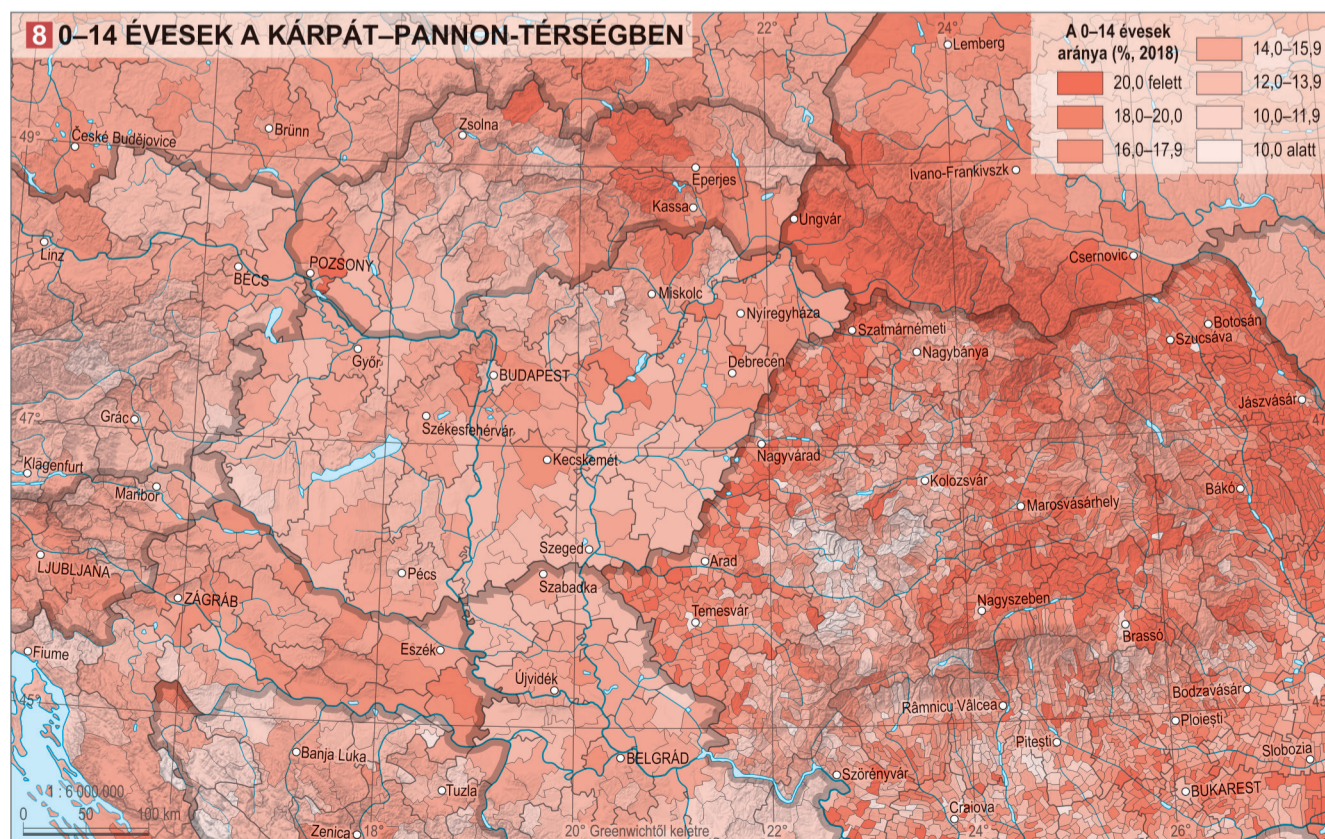 8 0–14 ÉVESEK A KÁRPÁT–PANNON-TÉRSÉGBEN
A 0–14 évesek
aránya (%, 2018)
20,0 felett
18,0–20,0
16,0–17,9
14,0–15,9
12,0–13,9
10,0–11,9
10,0 alatt
22°
24°
Lemberg
49°
České Budějovice
Brünn
Zsolna
Eperjes
Kassa
Ungvár
Ivano-Frankivszk
Csernovic
Linz
BÉCS
POZSONY
Miskolc
Nyíregyháza
Szatmárnémeti
Nagybánya
Botosán
Szucsáva
Győr
BUDAPEST
Debrecen
Jászvásár
47°
Grác
Székesfehérvár
47
Klagenfurt
Maribor
Kecskemét
Nagyvárad
Kolozsvár
Marosvásárhely
Bákó
LJUBLJANA
Pécs
Szeged
Szabadka
Arad
ZÁGRÁB
Temesvár
Nagyszeben
Brassó
Fiume
Eszék
Újvidék
45°
Râmnicu Vâlcea
Bodzavásár
45
Ploiești
Banja Luka
BELGRÁD
Pitești
Slobozia
Tuzla
Szörényvár
BUKAREST
Craiova
Zenica
1 : 6 000 000
0 50 100 km
18°
20° Greenwichtől keletre
22°
24°
26°